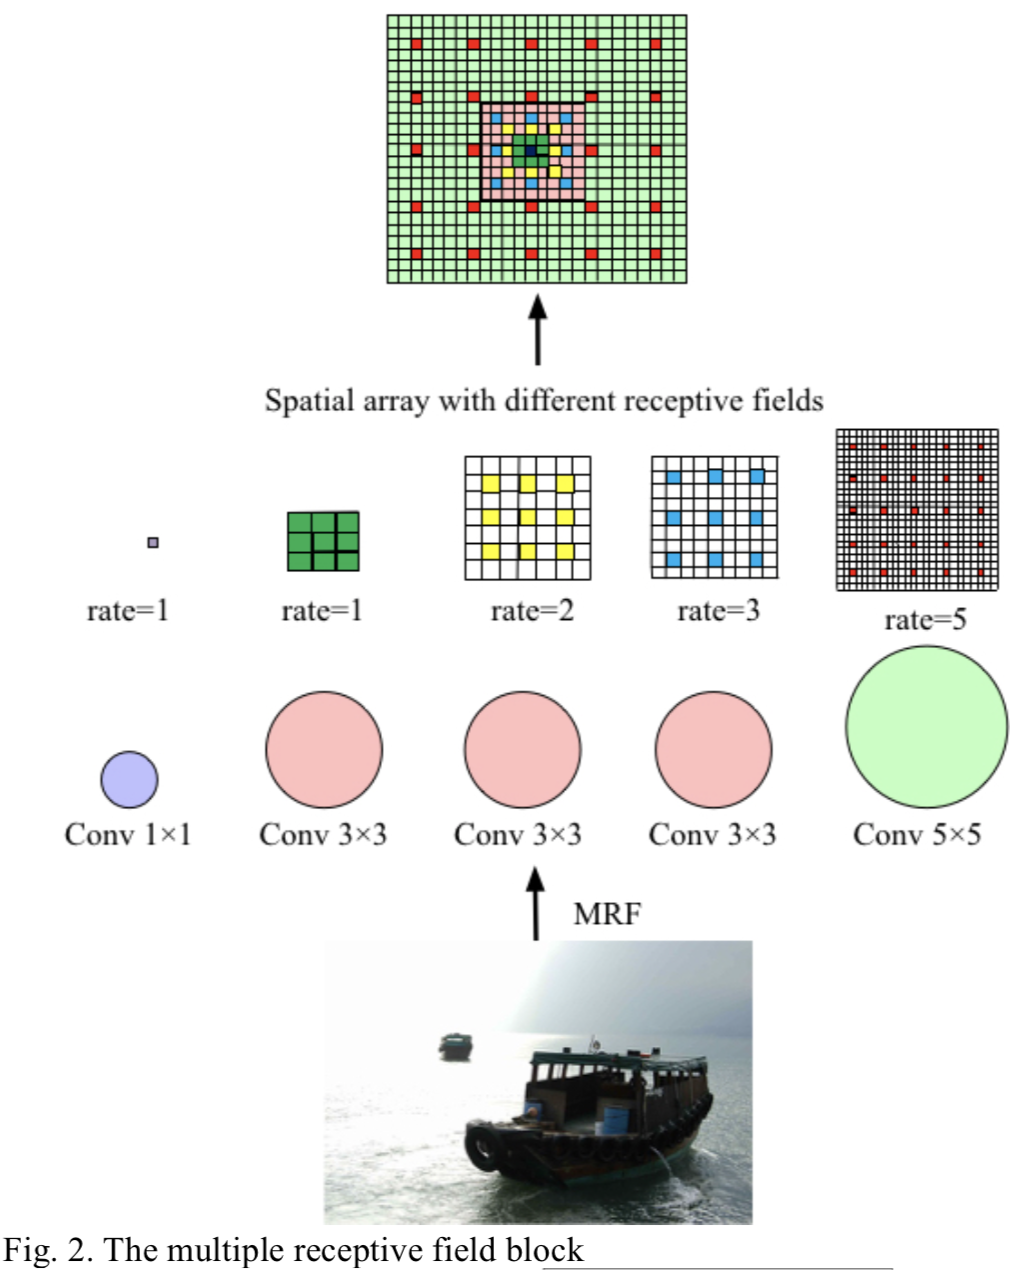 Spatial array with different receptive fields
rate=1 rate=1 rate=2 rate=3 rate=5
Conv 1×1 Conv 3×3 Conv 3×3 Conv 3×3 Conv 5×5
MRF
Fig. 2. The multiple receptive field block